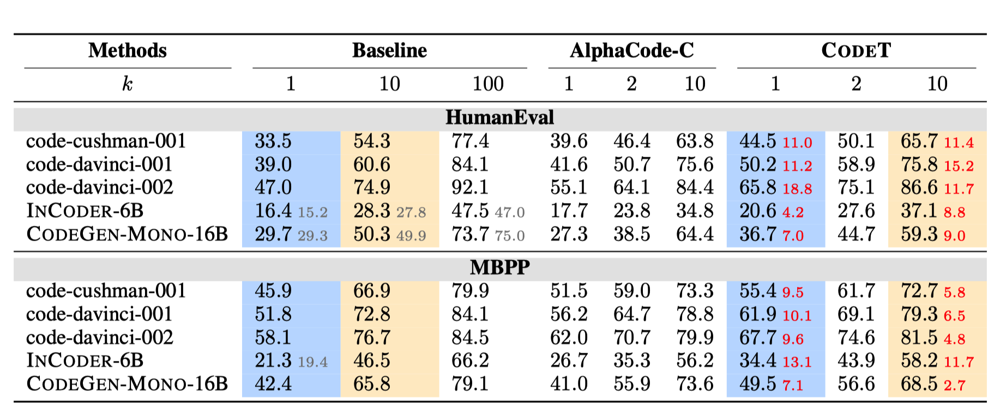 Methods Baseline AlphaCode-C CODET
k 1 10 100 1 2 10 1 2 10
HumanEval
code-cushman-001 33.5 54.3 77.4 39.6 46.4 63.8 44.5 11.0 50.1 65.7 11.4
code-davinci-001 39.0 60.6 84.1 41.6 50.7 75.6 50.2 11.2 58.9 75.8 15.2
code-davinci-002 47.0 74.9 92.1 55.1 64.1 84.4 65.8 18.8 75.1 86.6 11.7
INCODER-6B 16.4 15.2 28.3 27.8 47.5 47.0 17.7 23.8 34.8 20.6 4.2 27.6 37.1 8.8
CODEGEN-MONO-16B 29.7 29.3 50.3 49.9 73.7 75.0 27.3 38.5 64.4 36.7 7.0 44.7 59.3 9.0
MBPP
code-cushman-001 45.9 66.9 79.9 51.5 59.0 73.3 55.4 9.5 61.7 72.7 5.8
code-davinci-001 51.8 72.8 84.1 56.2 64.7 78.8 61.9 10.1 69.1 79.3 6.5
code-davinci-002 58.1 76.7 84.5 62.0 70.7 79.9 67.7 9.6 74.6 81.5 4.8
INCODER-6B 21.3 19.4 46.5 66.2 26.7 35.3 56.2 34.4 13.1 43.9 58.2 11.7
CODEGEN-MONO-16B 42.4 65.8 79.1 41.0 55.9 73.6 49.5 7.1 56.6 68.5 2.7